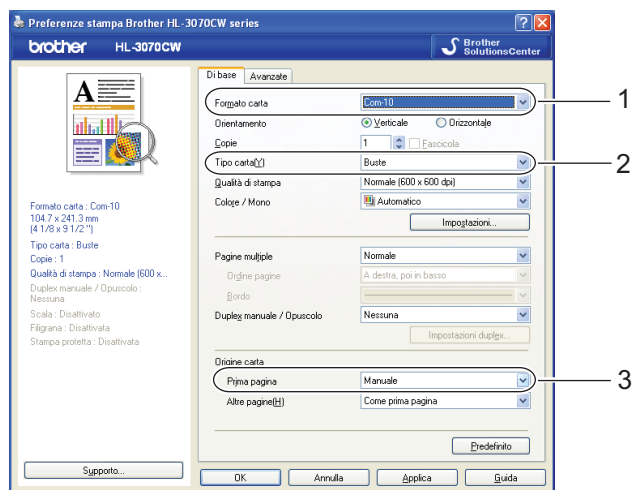 Preferenze stampa Brother HL-3070CW series
brother HL-3070CW
Brother
SolutionsCenter
Di base Avanzate
Formato carta Com-10 1
Orientamento Verticale Orizzontale
Copie 1 Fascicola
Tipo carta(Y) Buste 2
Qualità di stampa Normale (600 x 600 dpi)
Colore / Mono Automatico
Impostazioni...
Pagine multiple Normale
Ordine pagine A destra, poi in basso
Bordo
Duplex manuale / Opuscolo Nessuna
Impostazioni duplex...
Origine carta
Prima pagina Manuale 3
Altre pagine(H) Come prima pagina
Predefinito
Formato carta : Com-10
104.7 x 241.3 mm
(4 1/8 x 9 1/2 ")
Tipo carta : Buste
Copie : 1
Qualità di stampa : Normale (600 x...
Duplex manuale / Opuscolo :
Nessuna
Scala : Disattivato
Filigrana : Disattivata
Stampa protetta : Disattivata
Supporto... OK Annulla Applica Guida